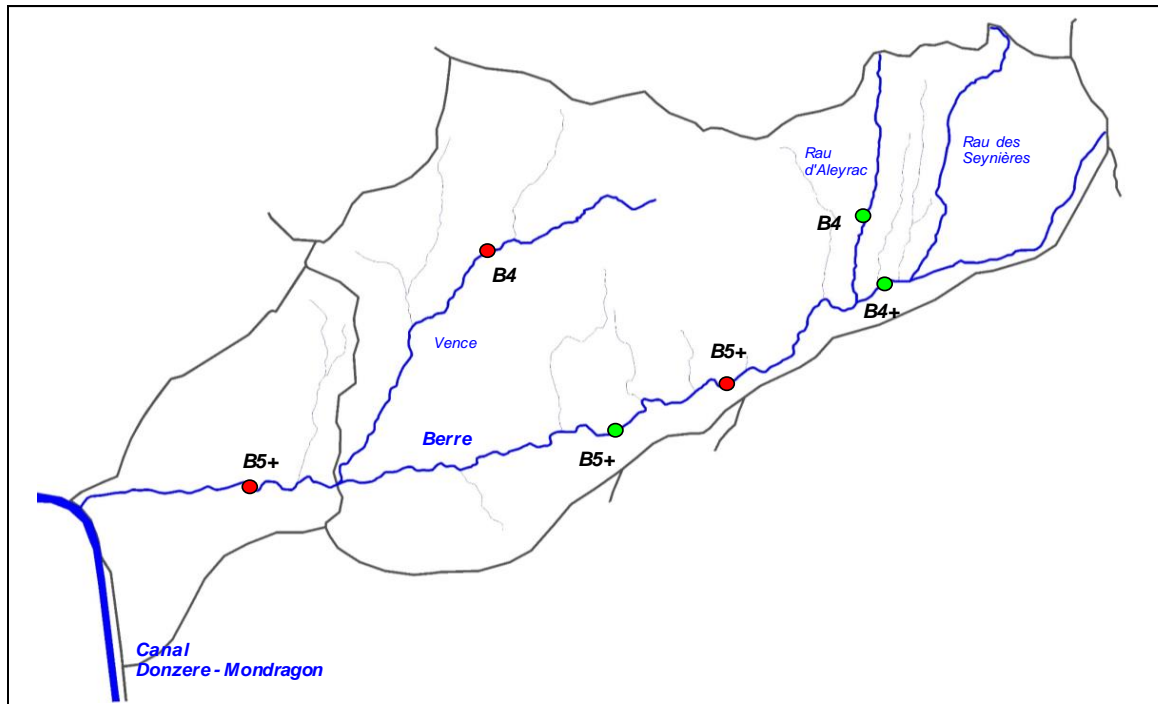 Rau
d'Aleyrac
Rau des
Seynières
B4
B4
B4+
Vence
B5+
Berre
B5+
B5+
Canal
Donzere - Mondragon